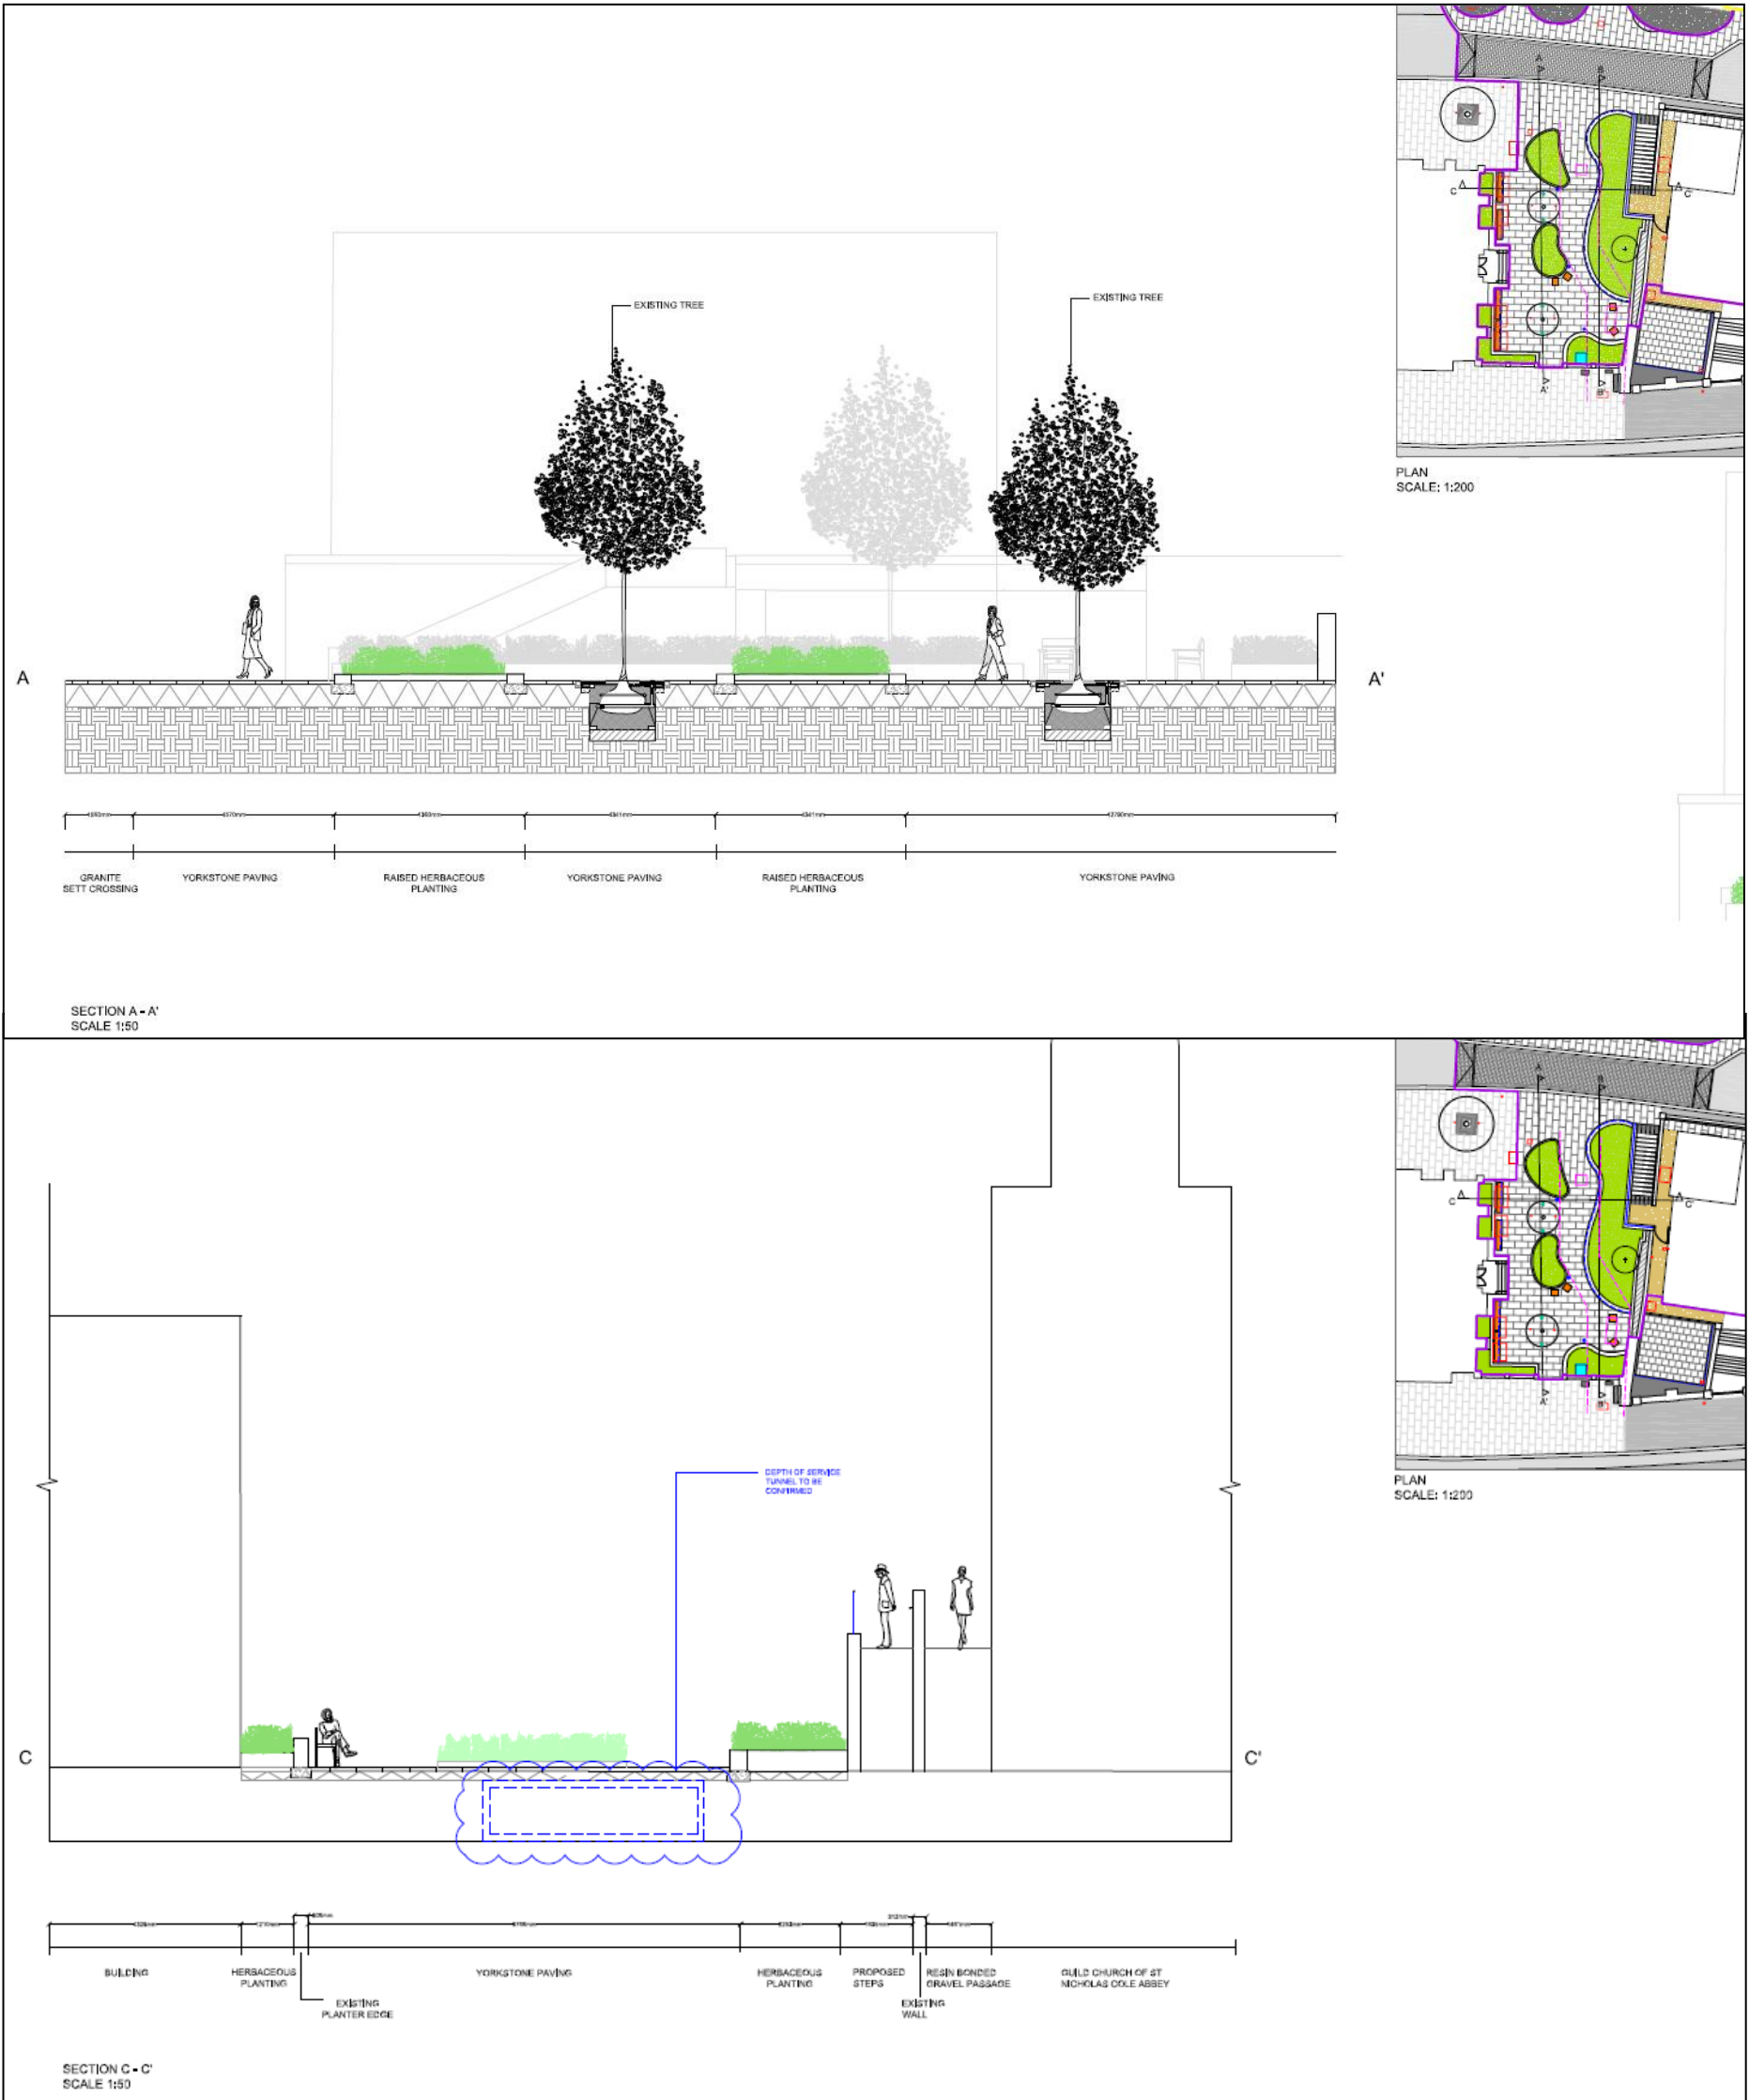 A
B
C
C
A'
B'
PLAN
SCALE: 1:200
EXISTING TREE
EXISTING TREE
A
A'
GRANITE
SETT CROSSING
YORKSTONE PAVING
RAISED HERBACEOUS
PLANTING
YORKSTONE PAVING
RAISED HERBACEOUS
PLANTING
YORKSTONE PAVING
SECTION A - A'
SCALE 1:50
A
B
C
C
A'
B'
PLAN
SCALE: 1:200
DEPTH OF SERVICE
TUNNEL TO BE
CONFIRMED
C
C'
BUILDING
HERBACEOUS
PLANTING
EXISTING
PLANTER EDGE
YORKSTONE PAVING
HERBACEOUS
PLANTING
PROPOSED
STEPS
EXISTING
WALL
RESIN BONDED
GRAVEL PASSAGE
GUILD CHURCH OF ST
NICHOLAS COLE ABBEY
SECTION C - C'
SCALE 1:50